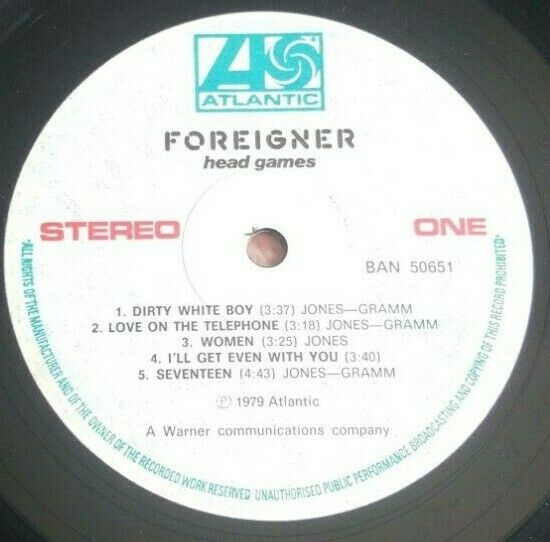 ATLANTIC
FOREIGNER
head games
STEREO
ONE
BAN 50651
1. DIRTY WHITE BOY (3:37) JONES—GRAMM
2. LOVE ON THE TELEPHONE (3:18) JONES—GRAMM
3. WOMEN (3:25) JONES
4. I'LL GET EVEN WITH YOU (3:40)
5. SEVENTEEN (4:43) JONES—GRAMM
Ⓟ 1979 Atlantic
A Warner communications company
·ALL RIGHTS OF THE MANUFACTURER AND OF THE OWNER OF THE RECORDED WORK RESERVED UNAUTHORISED PUBLIC PERFORMANCE BROADCASTING AND COPYING OF THIS RECORD PROHIBITED·